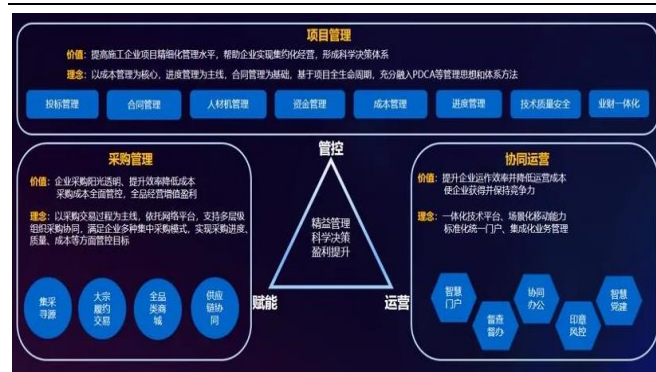 项目管理
价值：提高施工企业项目精细化管理水平，帮助企业实现集约化经营，形成科学决策体系
理念：以成本管理为核心，进度管理为主线，合同管理为基础，基于项目全生命周期，充分融入PDCA等管理思想和体系方法
投标管理
合同管理
人材机管理
资金管理
成本管理
进度管理
技术质量安全
业财一体化
采购管理
价值：企业采购阳光透明、提升效率降低成本
采购成本全面管控，全品经营增值盈利
理念：以采购交易过程为主线，依托网络平台，支持多层级
组织采购协同，满足企业多种集中采购模式，实现采购进度、
质量、成本等方面管控目标
集采
寻源
大宗
履约
交易
全品
类商
城
供应
链协
同
管控
精益管理
科学决策
盈利提升
赋能
运营
协同运营
价值：提升企业运作效率并降低运营成本
使企业获得并保持竞争力
理念：一体化技术平台、场景化移动能力
标准化统一门户、集成化业务管理
智慧
门户
督查
督办
协同
办公
印章
风控
智慧
党建